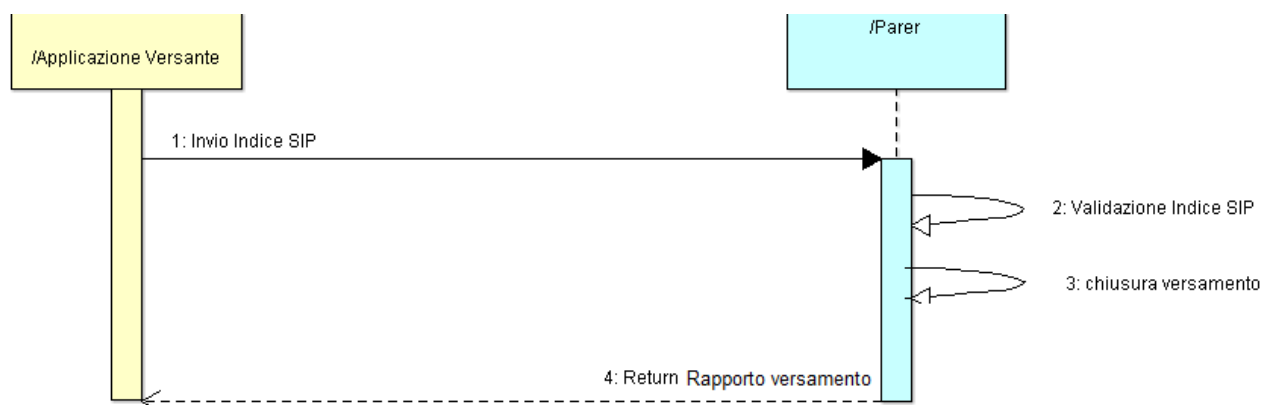 /Parer
/Applicazione Versante
1: Invio Indice SIP
2: Validazione Indice SIP
3: chiusura versamento
4: Return Rapporto versamento